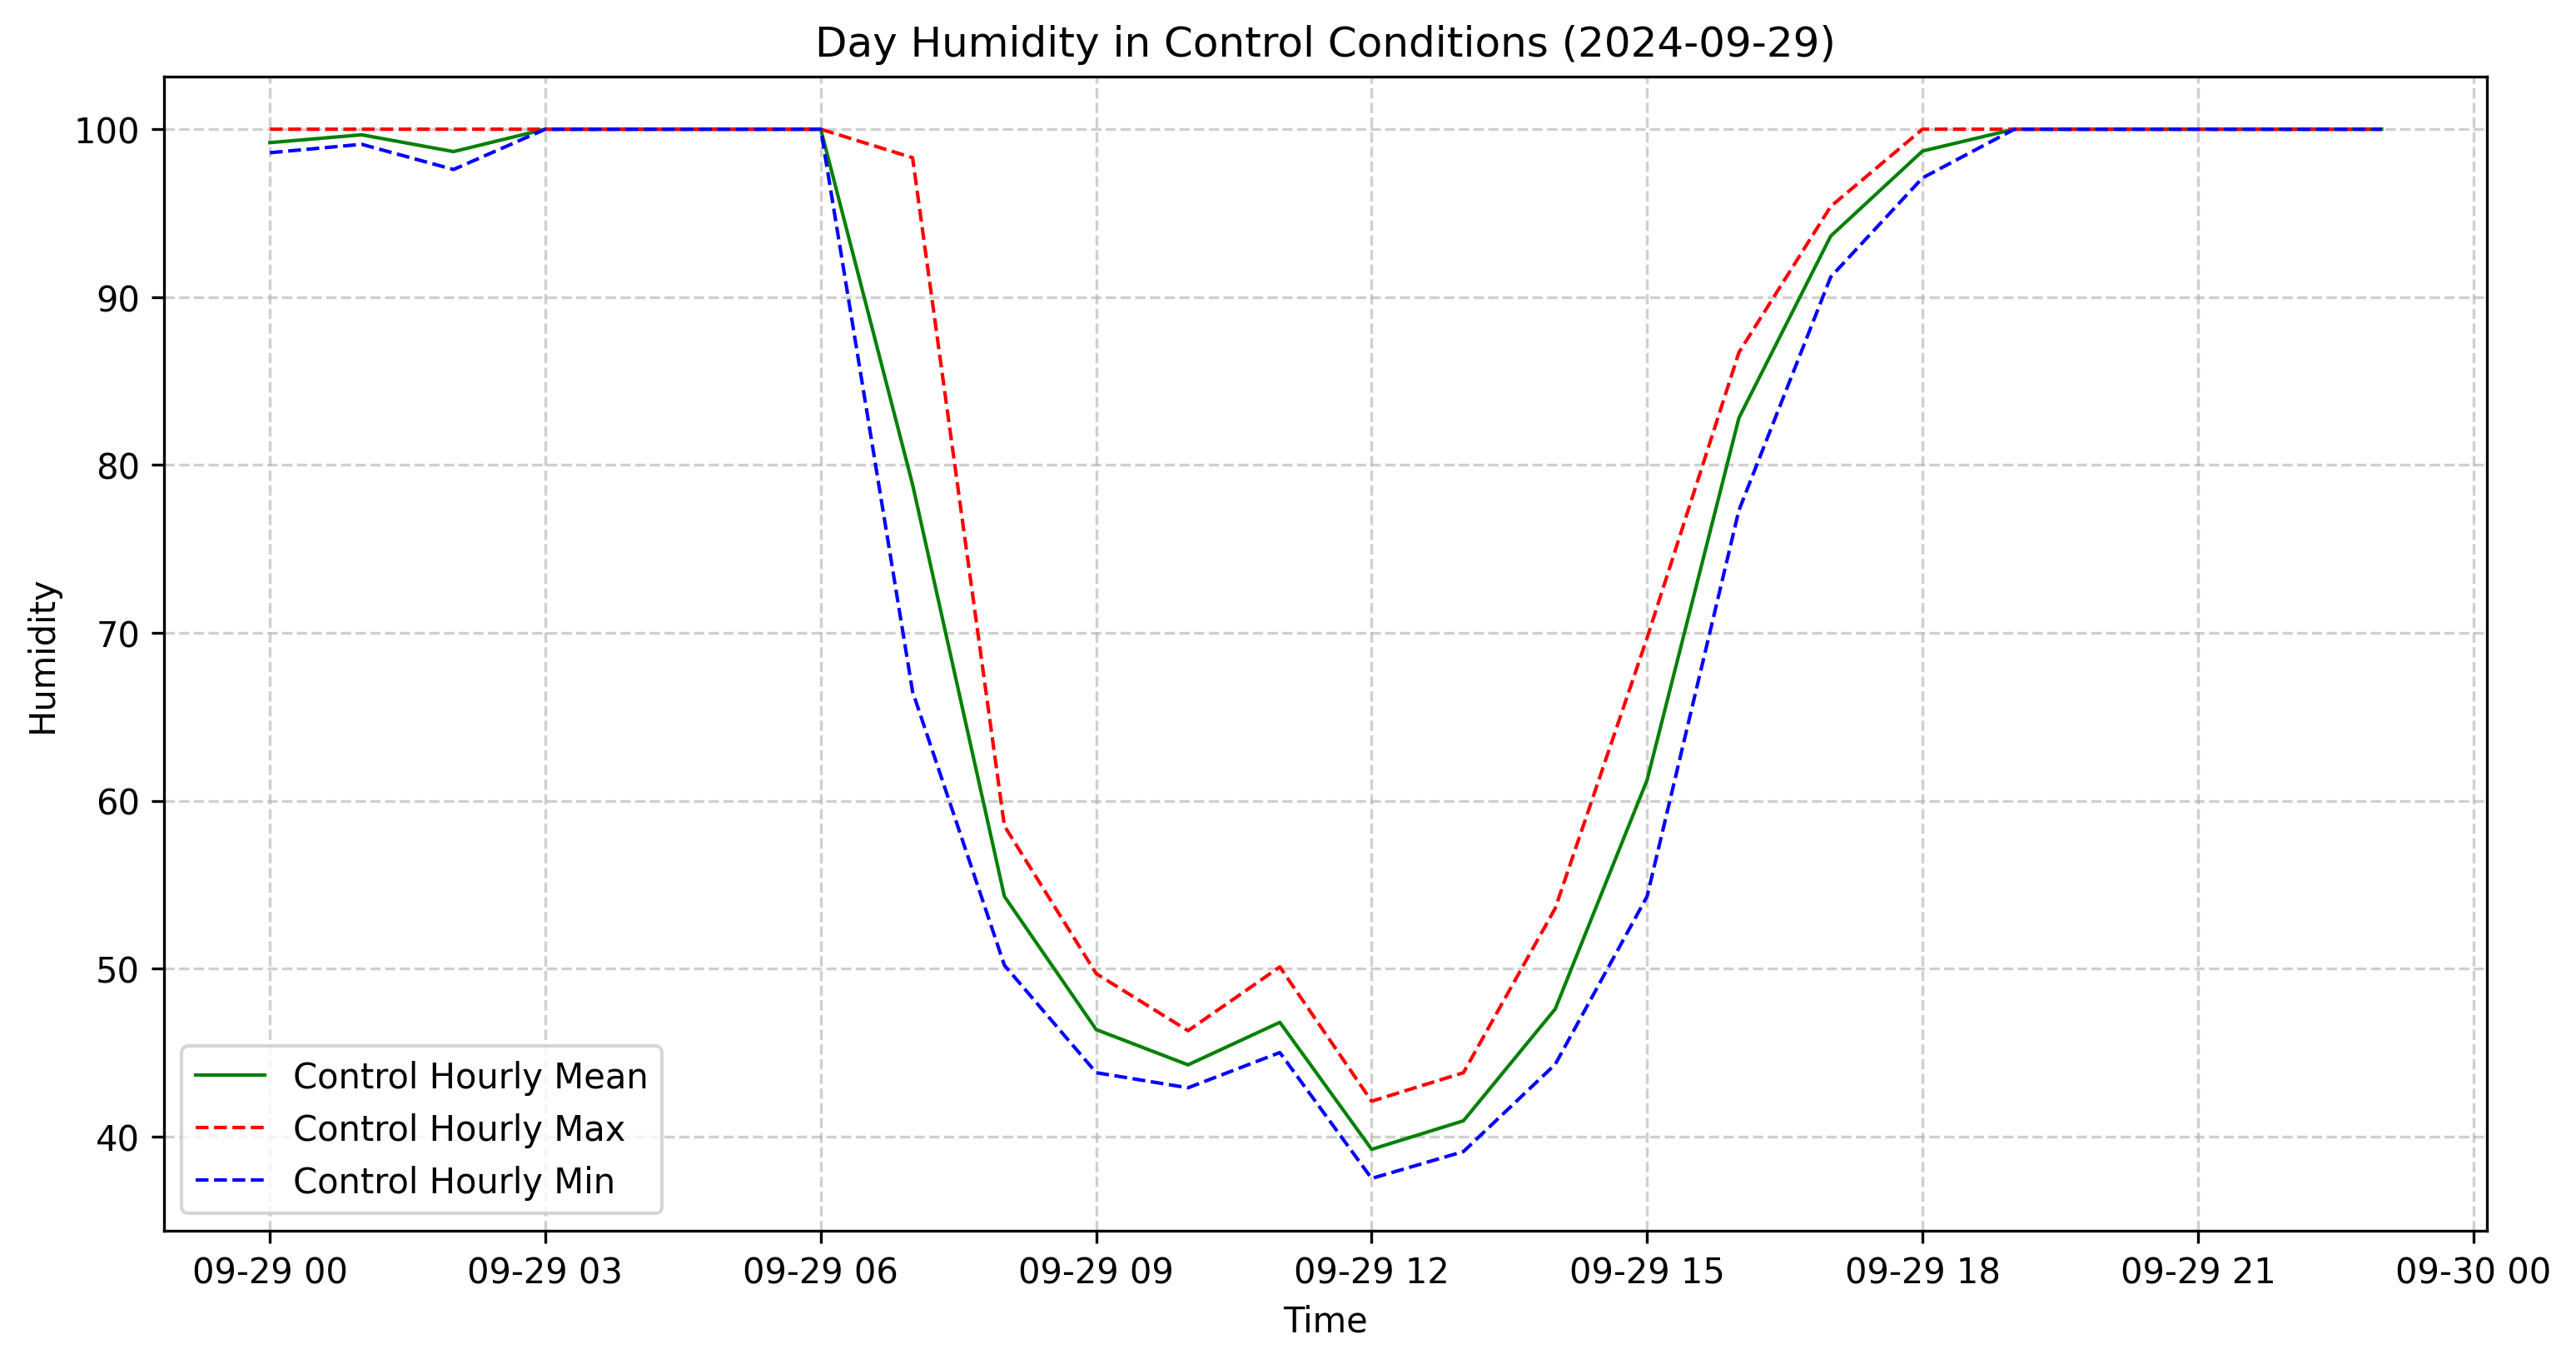 Day Humidity in Control Conditions (2024-09-29)
100
90
80
70
60
50
40
Humidity
Control Hourly Mean
Control Hourly Max
Control Hourly Min
09-29 00 09-29 03 09-29 06 09-29 09 09-29 12 09-29 15 09-29 18 09-29 21 09-30 00
Time